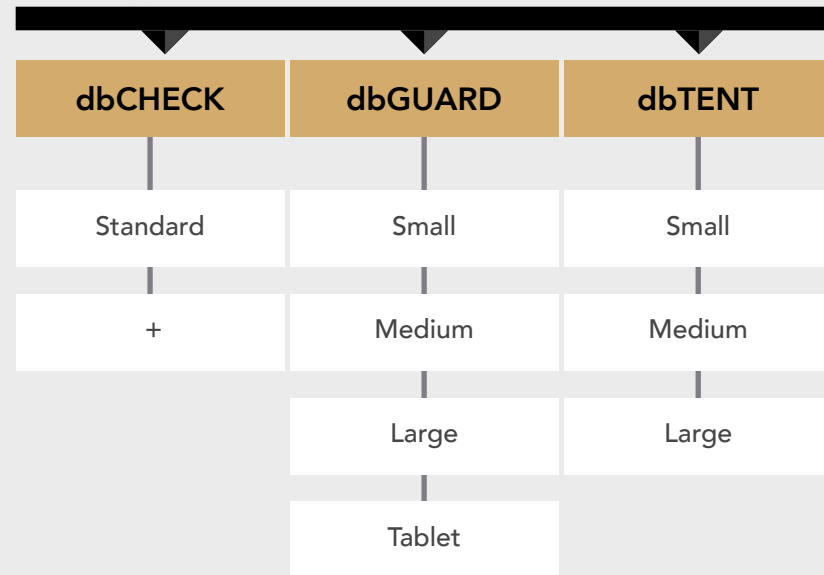 dbCHECK
Standard
+
dbGUARD
Small
Medium
Large
Tablet
dbTENT
Small
Medium
Large